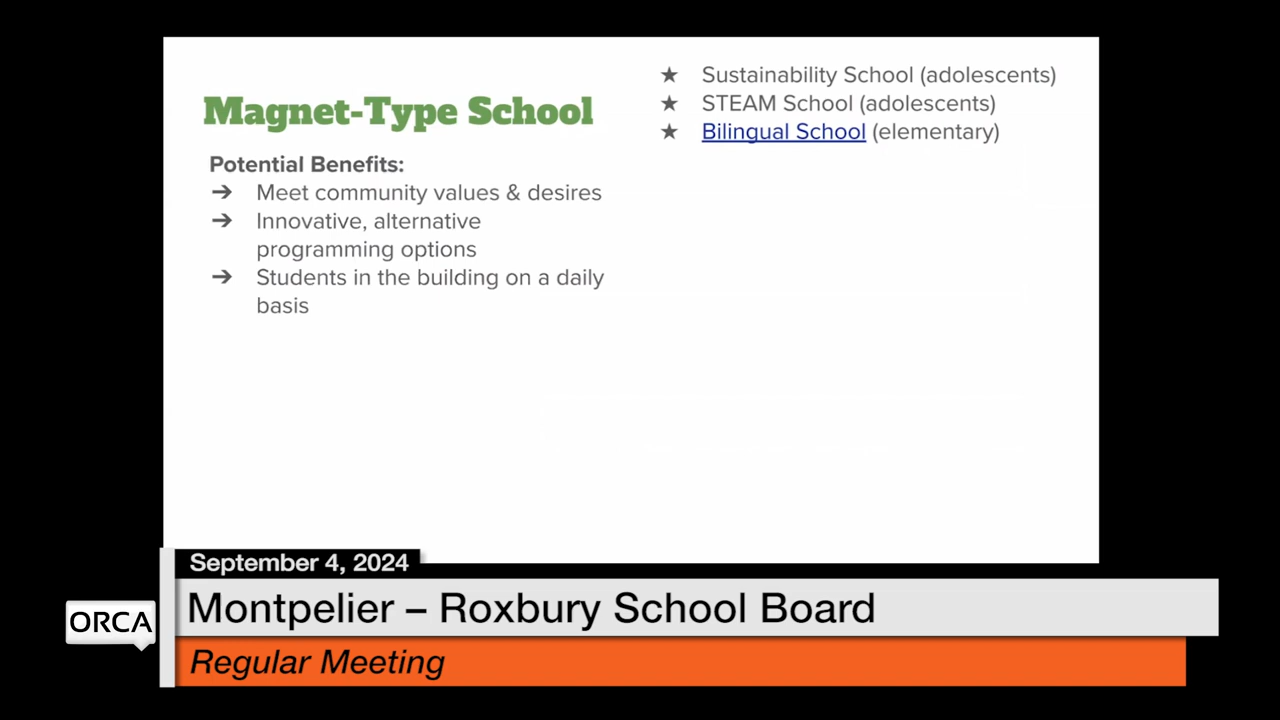 Magnet-Type School
Potential Benefits:
➔ Meet community values & desires
➔ Innovative, alternative
programming options
➔ Students in the building on a daily
basis
★ Sustainability School (adolescents)
★ STEAM School (adolescents)
★ Bilingual School (elementary)
September 4, 2024
ORCA
Montpelier – Roxbury School Board
Regular Meeting